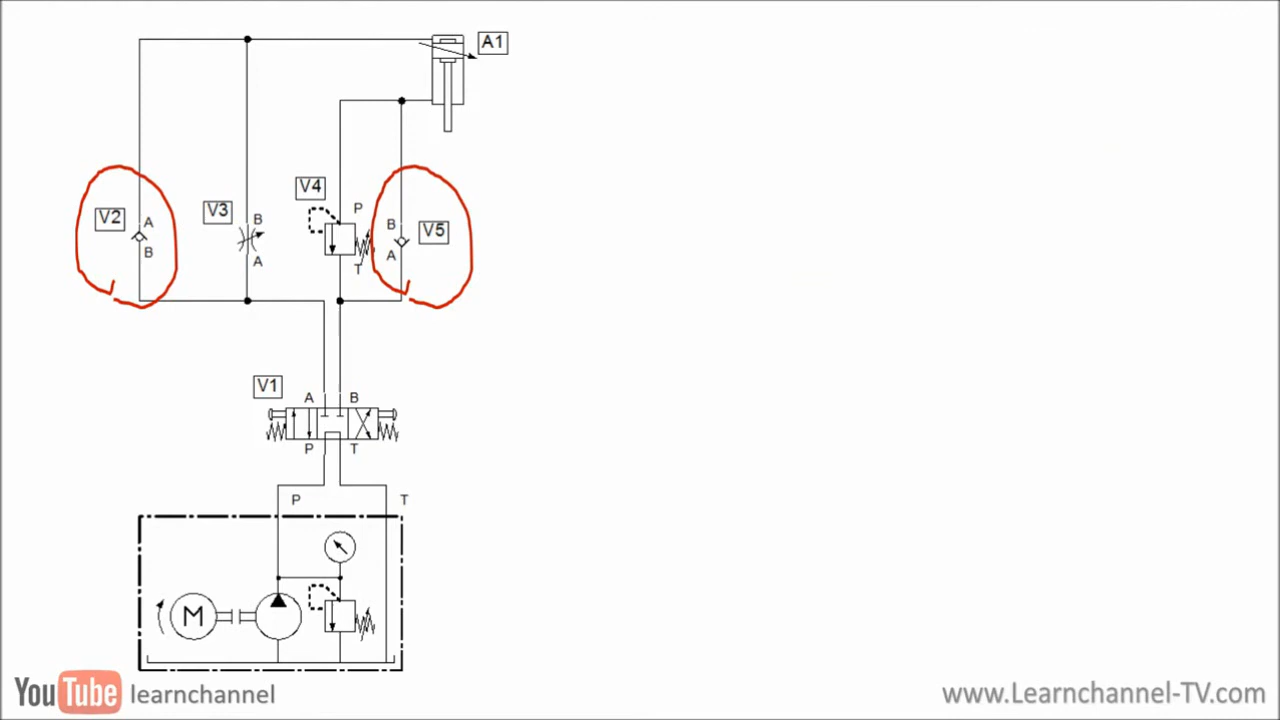 A1
V4
V2
A
V3
B
P
B
V5
B
A
A
T
V1
A
B
P
T
P
T
M
YouTube learnchannel
www.Learnchannel-TV.com